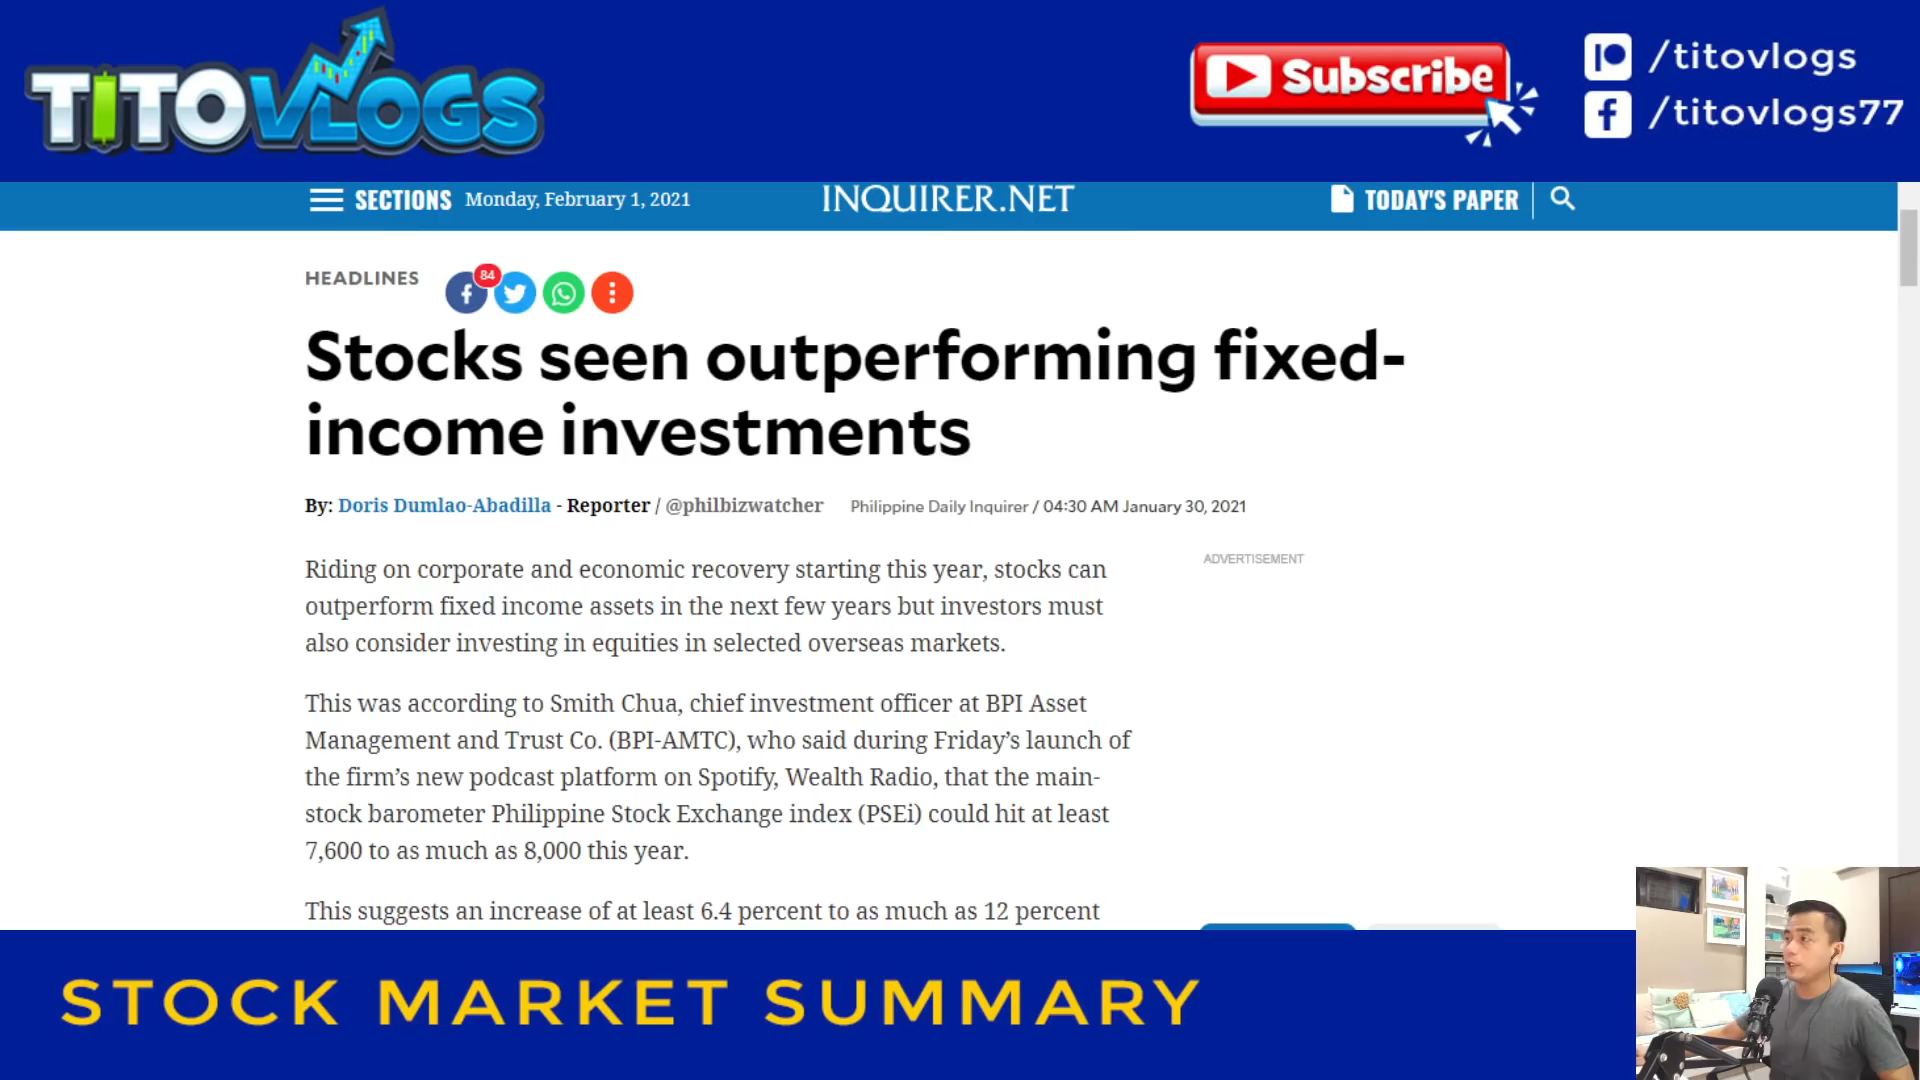 TITOVLOGS
Subscribe
/titovlogs
/titovlogs77
SECTIONS Monday, February 1, 2021
INQUIRER.NET
TODAY'S PAPER
HEADLINES
84
Stocks seen outperforming fixed-
income investments
By: Doris Dumlao-Abadilla - Reporter / @philbizwatcher
Philippine Daily Inquirer / 04:30 AM January 30, 2021
Riding on corporate and economic recovery starting this year, stocks can
outperform fixed income assets in the next few years but investors must
also consider investing in equities in selected overseas markets.
ADVERTISEMENT
This was according to Smith Chua, chief investment officer at BPI Asset
Management and Trust Co. (BPI-AMTC), who said during Friday’s launch of
the firm’s new podcast platform on Spotify, Wealth Radio, that the main-
stock barometer Philippine Stock Exchange index (PSEi) could hit at least
7,600 to as much as 8,000 this year.
This suggests an increase of at least 6.4 percent to as much as 12 percent
STOCK MARKET SUMMARY